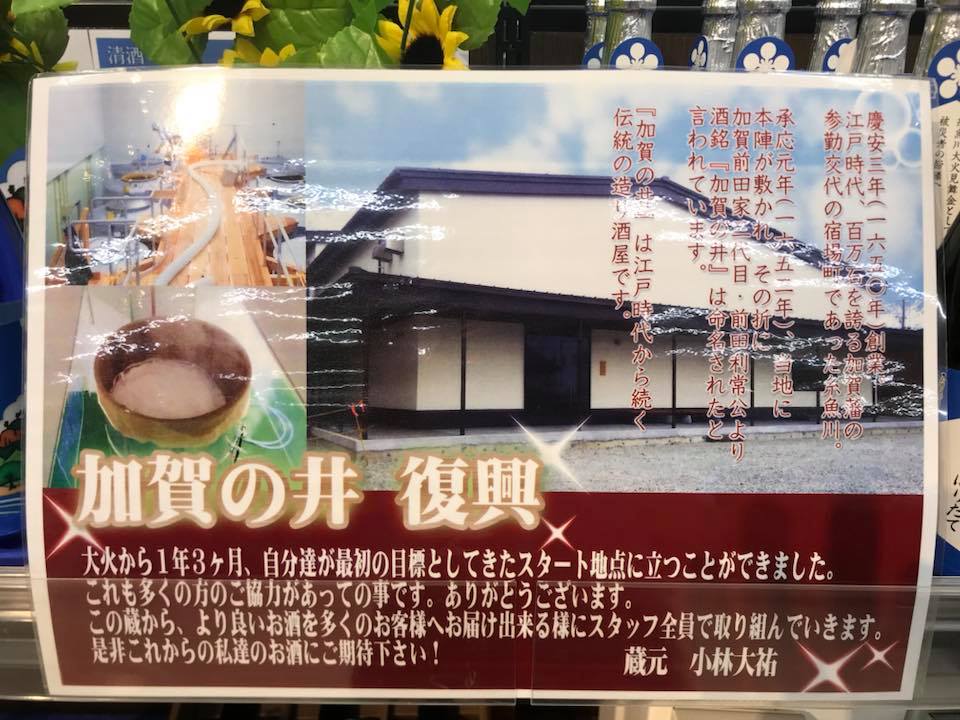 清酒
慶安三年(一六五〇年)創業
江戸時代、百万石を誇る加賀藩の
参勤交代の宿場町であった糸魚川。
承応元年(一六五二年)、当地に
本陣が敷かれ、その折に
加賀前田家三代目・前田利常公より
酒銘『加賀の井』は命名されたと
言われています。
『加賀の井』は江戸時代から続く
伝統の造り酒屋です。
加賀の井 復興
大火から1年3ヶ月、自分達が最初の目標としてきたスタート地点に立つことができました。
これも多くの方のご協力があっての事です。ありがとうございます。
この蔵から、より良いお酒を多くのお客様へお届け出来る様にスタッフ全員で取り組んでいきます。
是非これからの私達のお酒にご期待下さい!
蔵元 小林大祐